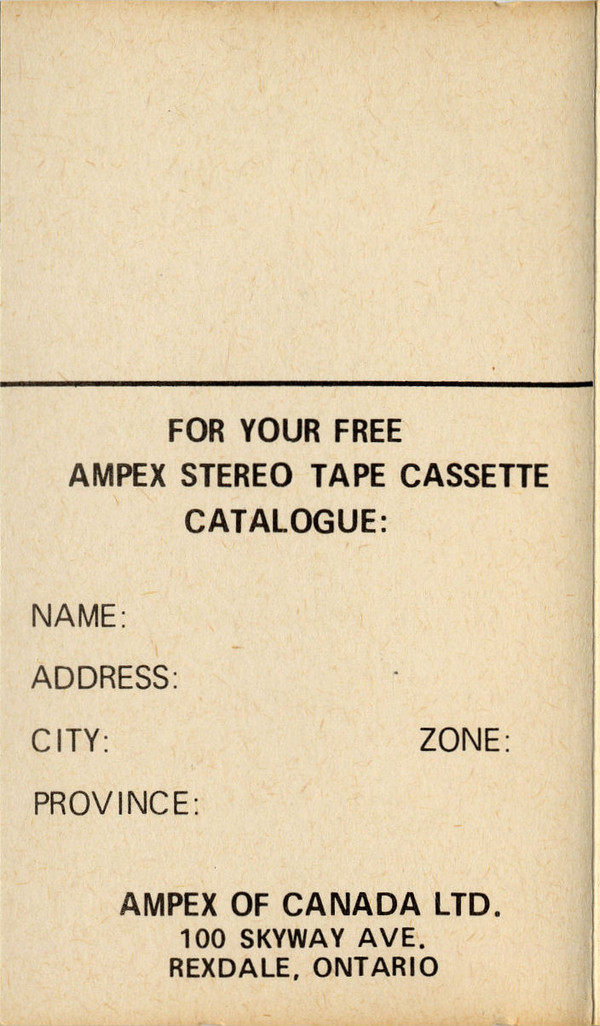 FOR YOUR FREE
AMPEX STEREO TAPE CASSETTE
CATALOGUE:
NAME:
ADDRESS:
CITY: ZONE:
PROVINCE:
AMPEX OF CANADA LTD.
100 SKYWAY AVE.
REXDALE, ONTARIO